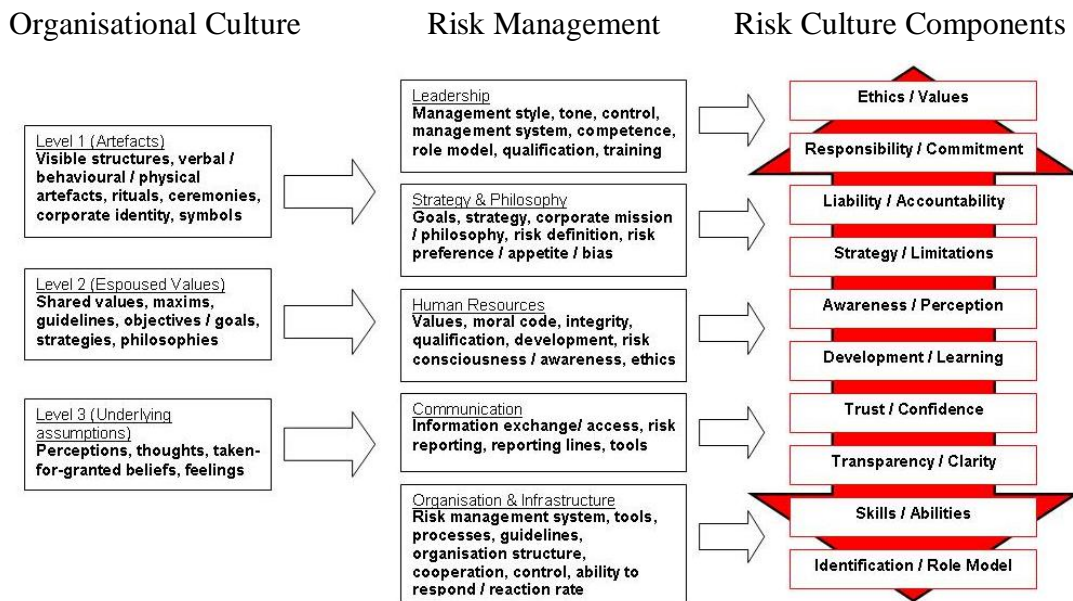 Organisational Culture
Risk Management
Risk Culture Components
Level 1 (Artefacts)
Visible structures, verbal /
behavioural / physical
artefacts, rituals, ceremonies,
corporate identity, symbols
Level 2 (Espoused Values)
Shared values, maxims,
guidelines, objectives / goals,
strategies, philosophies
Level 3 (Underlying
assumptions)
Perceptions, thoughts, taken-
for-granted beliefs, feelings
Leadership
Management style, tone, control,
management system, competence,
role model, qualification, training
Strategy & Philosophy
Goals, strategy, corporate mission
/ philosophy, risk definition, risk
preference / appetite / bias
Human Resources
Values, moral code, integrity,
qualification, development, risk
consciousness / awareness, ethics
Communication
Information exchange/ access, risk
reporting, reporting lines, tools
Organisation & Infrastructure
Risk management system, tools,
processes, guidelines,
organisation structure,
cooperation, control, ability to
respond / reaction rate
Ethics / Values
Responsibility / Commitment
Liability / Accountability
Strategy / Limitations
Awareness / Perception
Development / Learning
Trust / Confidence
Transparency / Clarity
Skills / Abilities
Identification / Role Model